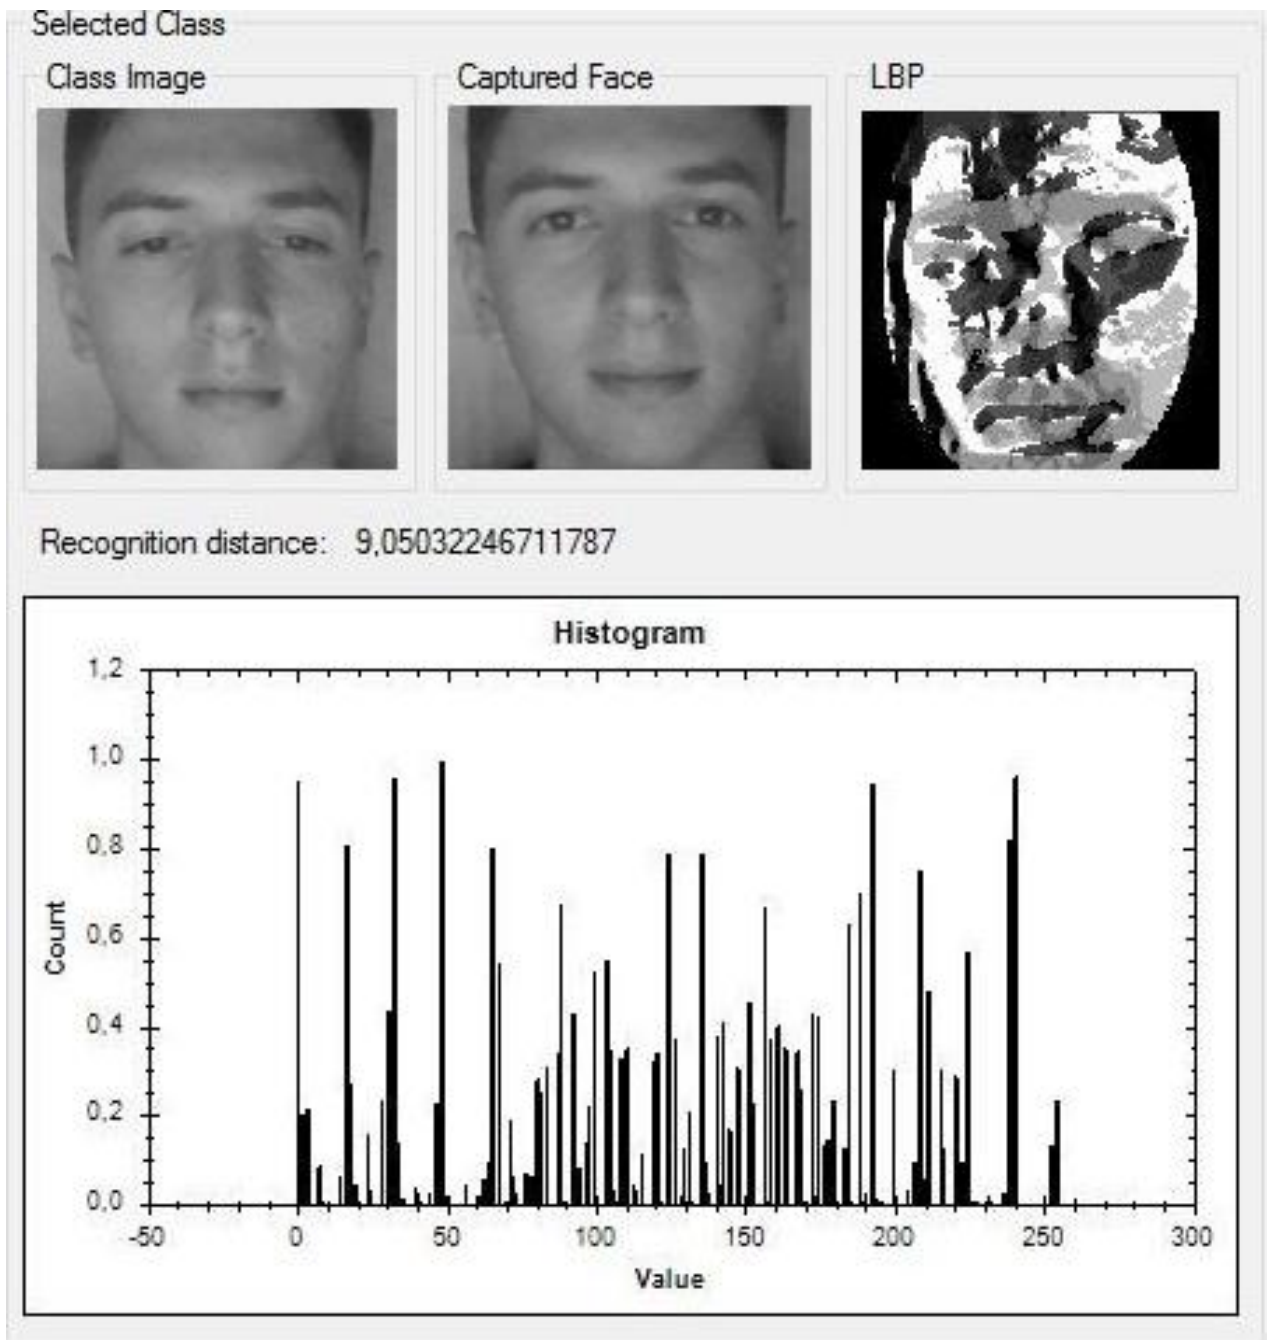 Selected Class
Class Image
Captured Face
LBP
Recognition distance: 9,05032246711787
Histogram
1,2
1,0
0,8
0,6
0,4
0,2
0,0
Count
-50 0 50 100 150 200 250 300
Value